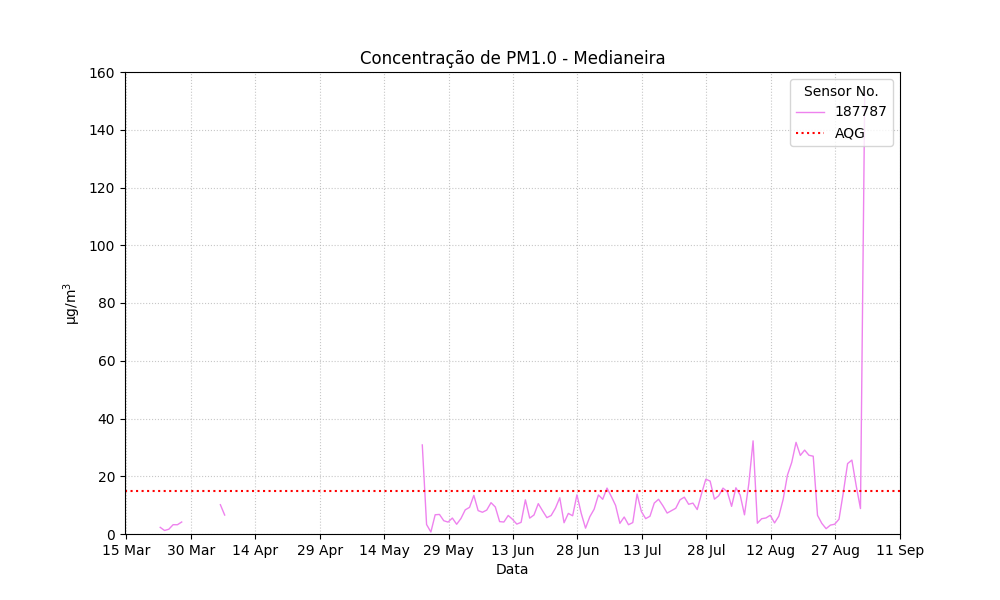 Concentração de PM1.0 - Medianeira
Sensor No.
187787
AQG
160
140
120
100
80
60
40
20
0
µg/m³
15 Mar 30 Mar 14 Apr 29 Apr 14 May 29 May 13 Jun 28 Jun 13 Jul 28 Jul 12 Aug 27 Aug 11 Sep
Data